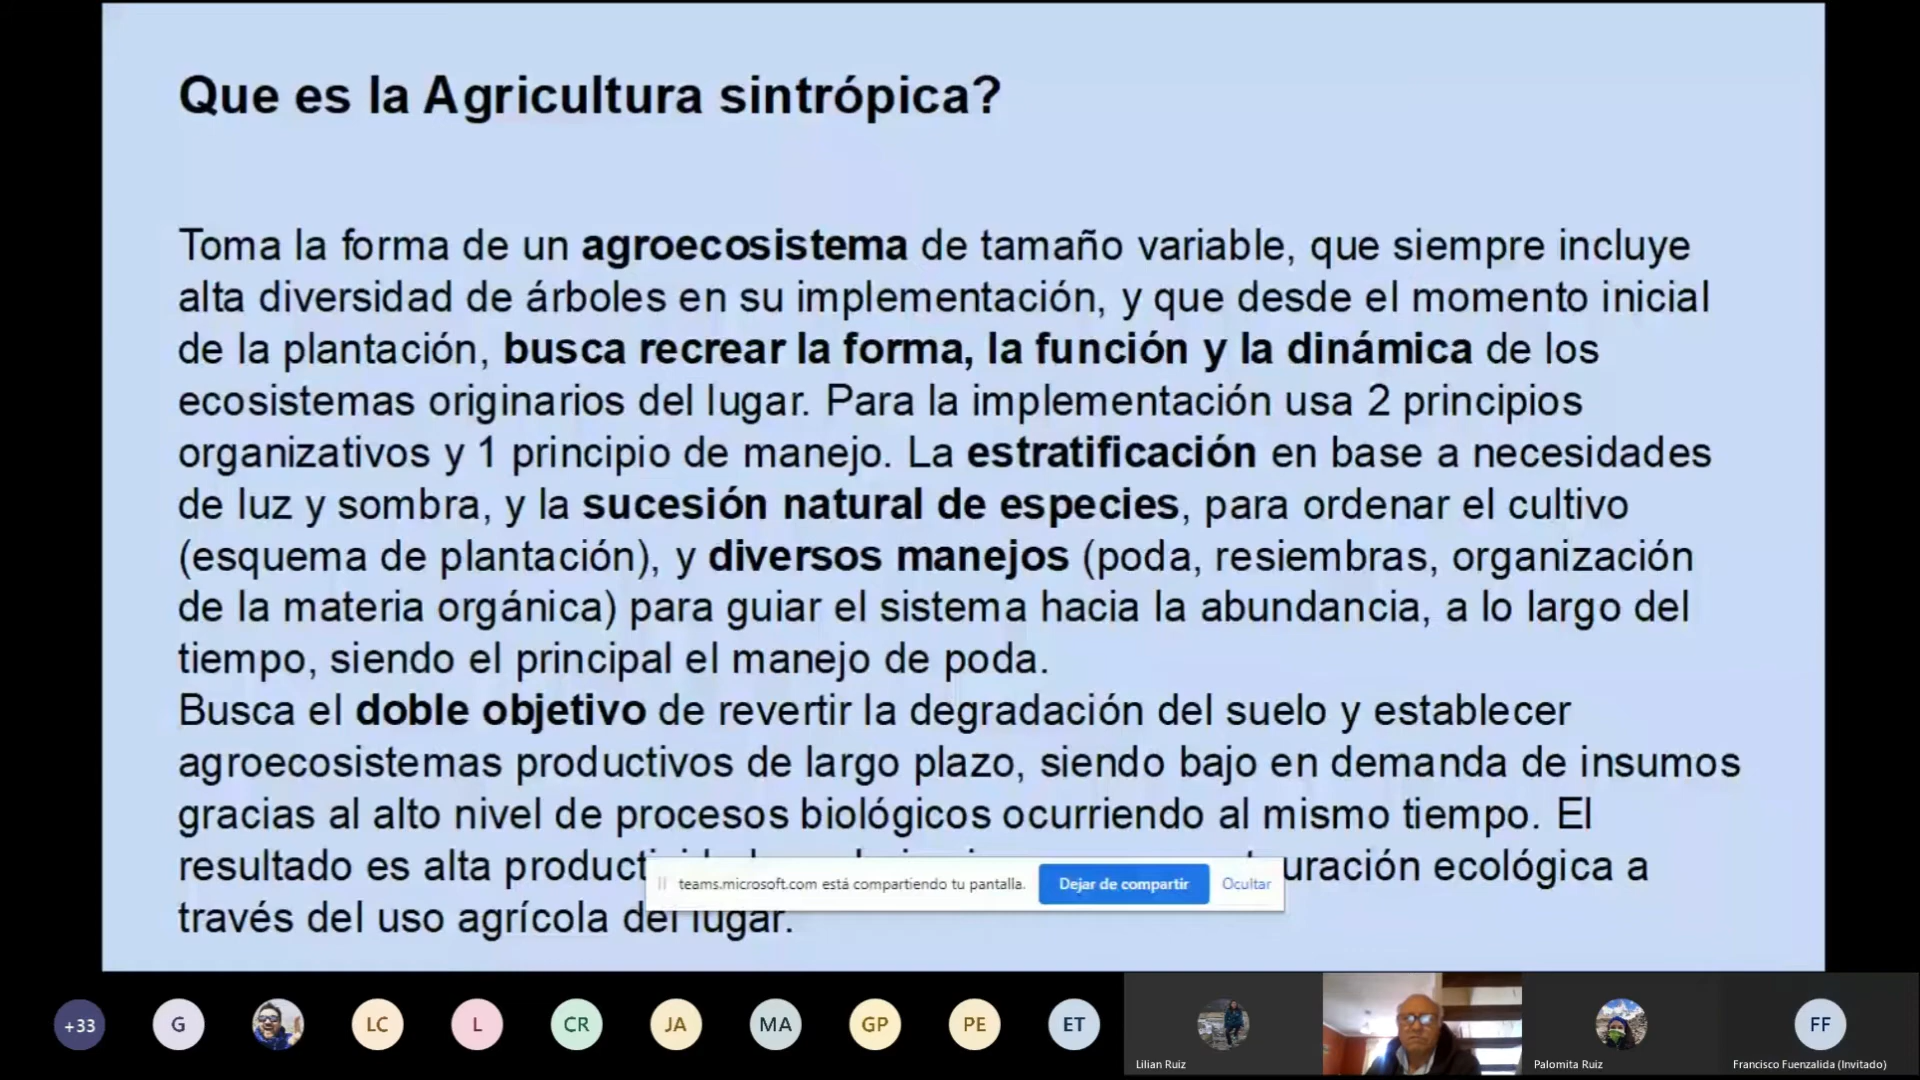 Que es la Agricultura sintrópica?
Toma la forma de un agroecosistema de tamaño variable, que siempre incluye
alta diversidad de árboles en su implementación, y que desde el momento inicial
de la plantación, busca recrear la forma, la función y la dinámica de los
ecosistemas originarios del lugar. Para la implementación usa 2 principios
organizativos y 1 principio de manejo. La estratificación en base a necesidades
de luz y sombra, y la sucesión natural de especies, para ordenar el cultivo
(esquema de plantación), y diversos manejos (poda, resiembras, organización
de la materia orgánica) para guiar el sistema hacia la abundancia, a lo largo del
tiempo, siendo el principal el manejo de poda.
Busca el doble objetivo de revertir la degradación del suelo y establecer
agroecosistemas productivos de largo plazo, siendo bajo en demanda de insumos
gracias al alto nivel de procesos biológicos ocurriendo al mismo tiempo. El
resultado es alta ecológica a
teams.microsoft.com está compartiendo tu pantalla. Dejar de compartir Ocultar
través del uso agrícola del lugar.
+33 G LC L CR JA MA GP PE ET FF
Lilian Ruiz Palomita Ruiz Francisco Fuenzalida (Invitado)